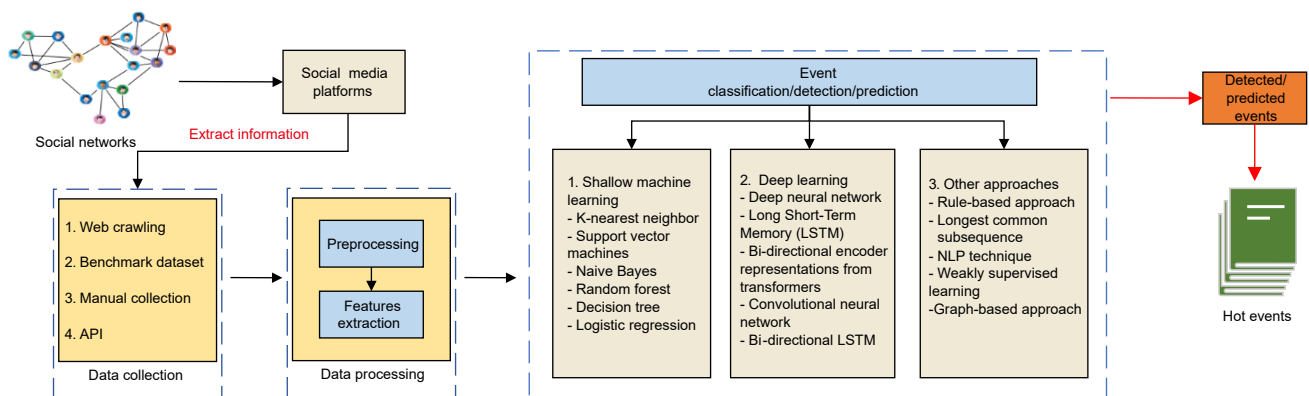 Social networks
Social media
platforms
Extract information
1. Web crawling
2. Benchmark dataset
3. Manual collection
4. API
Data collection
Preprocessing
Features
extraction
Data processing
Event
classification/detection/prediction
1. Shallow machine
learning
- K-nearest neighbor
- Support vector
machines
- Naive Bayes
- Random forest
- Decision tree
- Logistic regression
2. Deep learning
- Deep neural network
- Long Short-Term
Memory (LSTM)
- Bi-directional encoder
representations from
transformers
- Convolutional neural
network
- Bi-directional LSTM
3. Other approaches
- Rule-based approach
- Longest common
subsequence
- NLP technique
- Weakly supervised
learning
-Graph-based approach
Detected/
predicted
events
Hot events